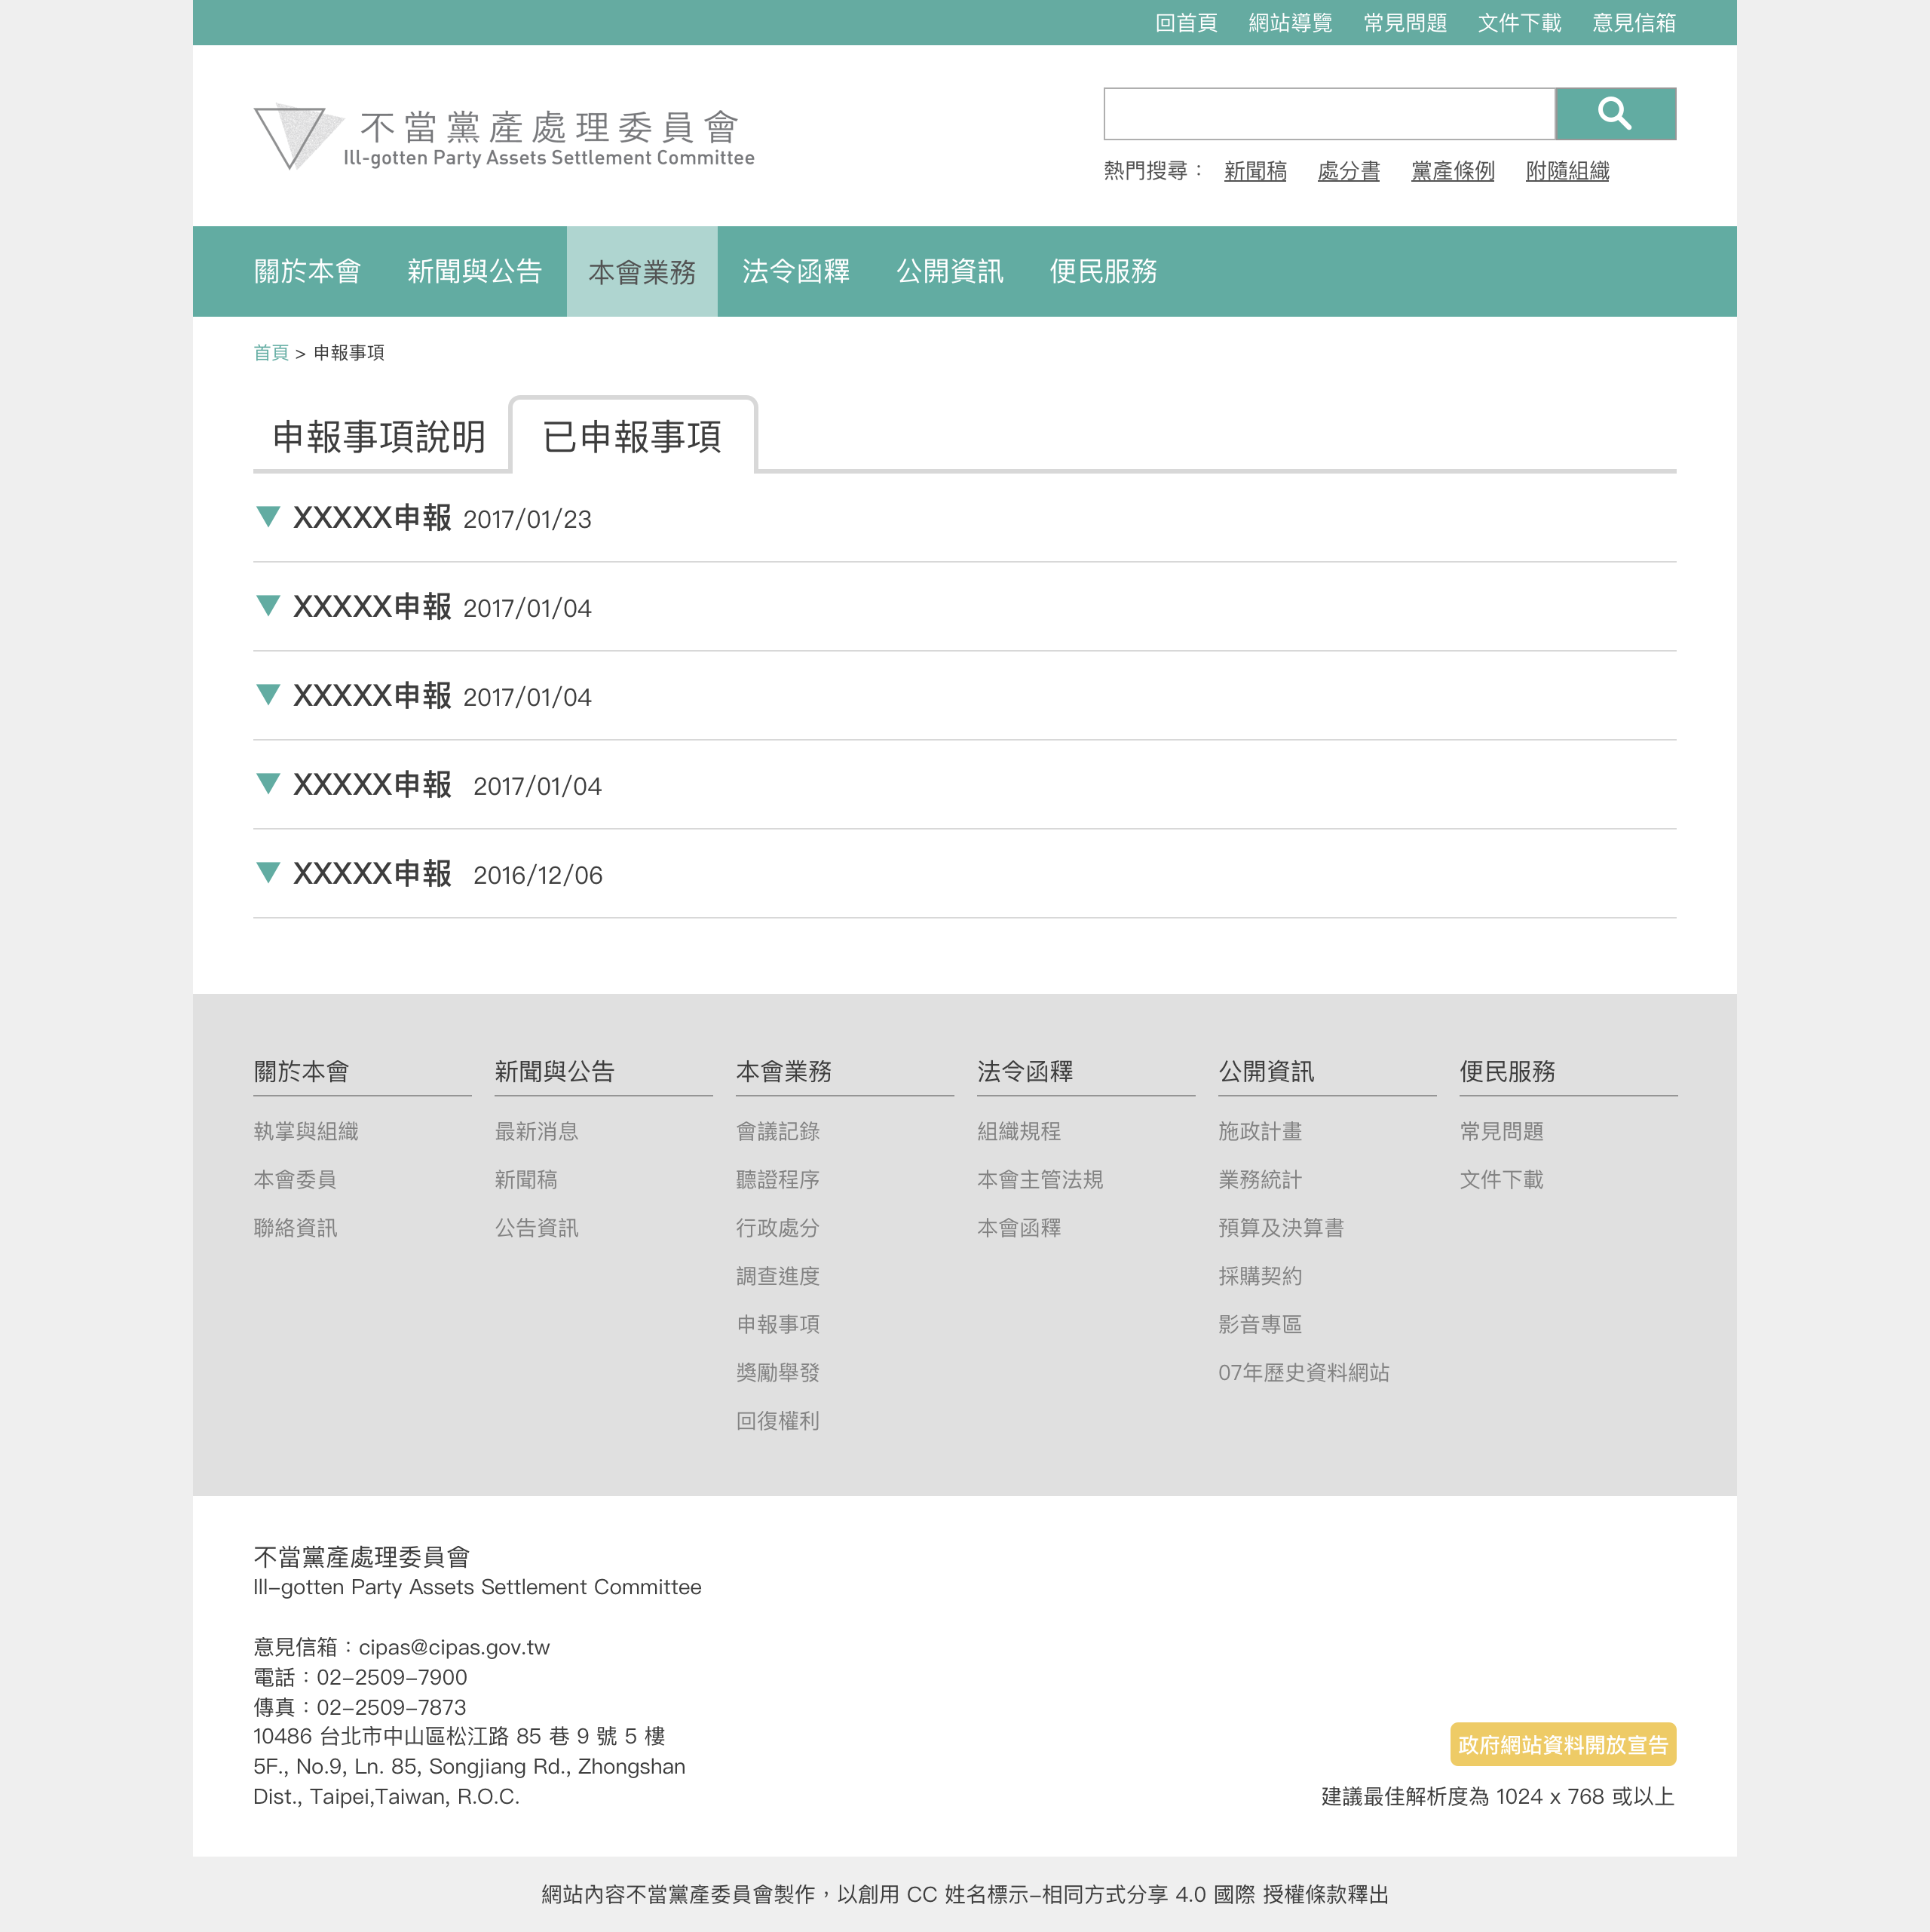 回首頁 網站導覽 常見問題 文件下載 意見信箱
不當黨產處理委員會
Ill-gotten Party Assets Settlement Committee
熱門搜尋： 新聞稿 處分書 黨產條例 附隨組織
關於本會 新聞與公告 本會業務 法令函釋 公開資訊 便民服務
首頁 > 申報事項
申報事項說明 已申報事項
XXXXX申報 2017/01/23
XXXXX申報 2017/01/04
XXXXX申報 2017/01/04
XXXXX申報 2017/01/04
XXXXX申報 2016/12/06
關於本會 新聞與公告 本會業務 法令函釋 公開資訊 便民服務
執掌與組織 最新消息 會議記錄 組織規程 施政計畫 常見問題
本會委員 新聞稿 聽證程序 本會主管法規 業務統計 文件下載
聯絡資訊 公告資訊 行政處分 本會函釋 預算及決算書
調查進度 採購契約
申報事項 影音專區
獎勵舉發 07年歷史資料網站
回復權利
不當黨產處理委員會
Ill-gotten Party Assets Settlement Committee
意見信箱：cipas@cipas.gov.tw
電話：02-2509-7900
傳真：02-2509-7873
10486 台北市中山區松江路 85 巷 9 號 5 樓
5F., No.9, Ln. 85, Songjiang Rd., Zhongshan
Dist., Taipei,Taiwan, R.O.C.
政府網站資料開放宣告
建議最佳解析度為 1024 x 768 或以上
網站內容不當黨產委員會製作，以創用 CC 姓名標示-相同方式分享 4.0 國際 授權條款釋出